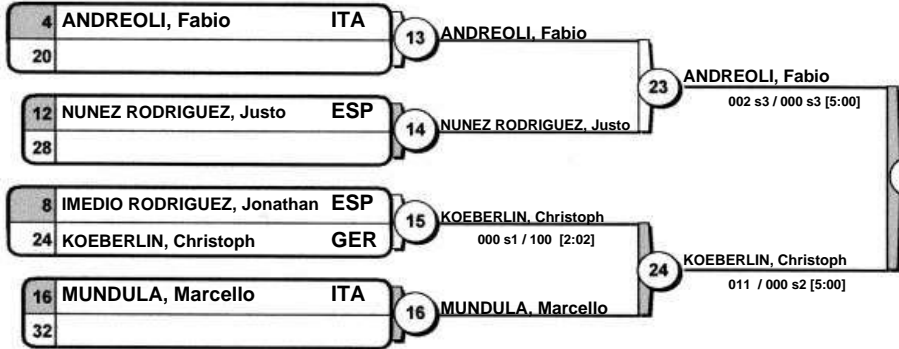 4 ANDREOLI, Fabio ITA
20
13 ANDREOLI, Fabio
23 ANDREOLI, Fabio
002 s3 / 000 s3 [5:00]
12 NUNEZ RODRIGUEZ, Justo ESP
28
14 NUNEZ RODRIGUEZ, Justo
8 IMEDIO RODRIGUEZ, Jonathan ESP
24 KOEBERLIN, Christoph GER
15 KOEBERLIN, Christoph
000 s1 / 100 [2:02]
24 KOEBERLIN, Christoph
011 / 000 s2 [5:00]
16 MUNDULA, Marcello ITA
32
16 MUNDULA, Marcello